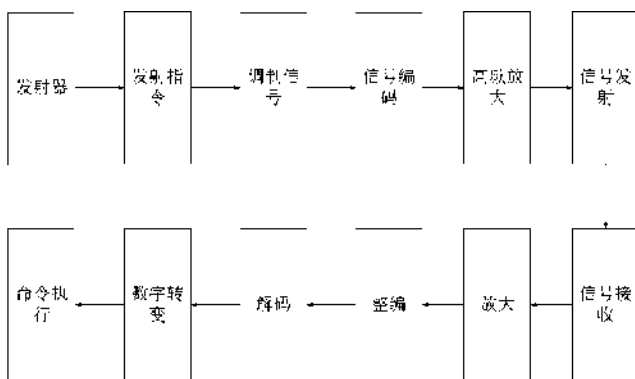 发射器
发射指
令
调制信
号
信号编
码
高频放
大
信号发
射
命令执
行
数字转
变
解码
整编
放大
信号接
收